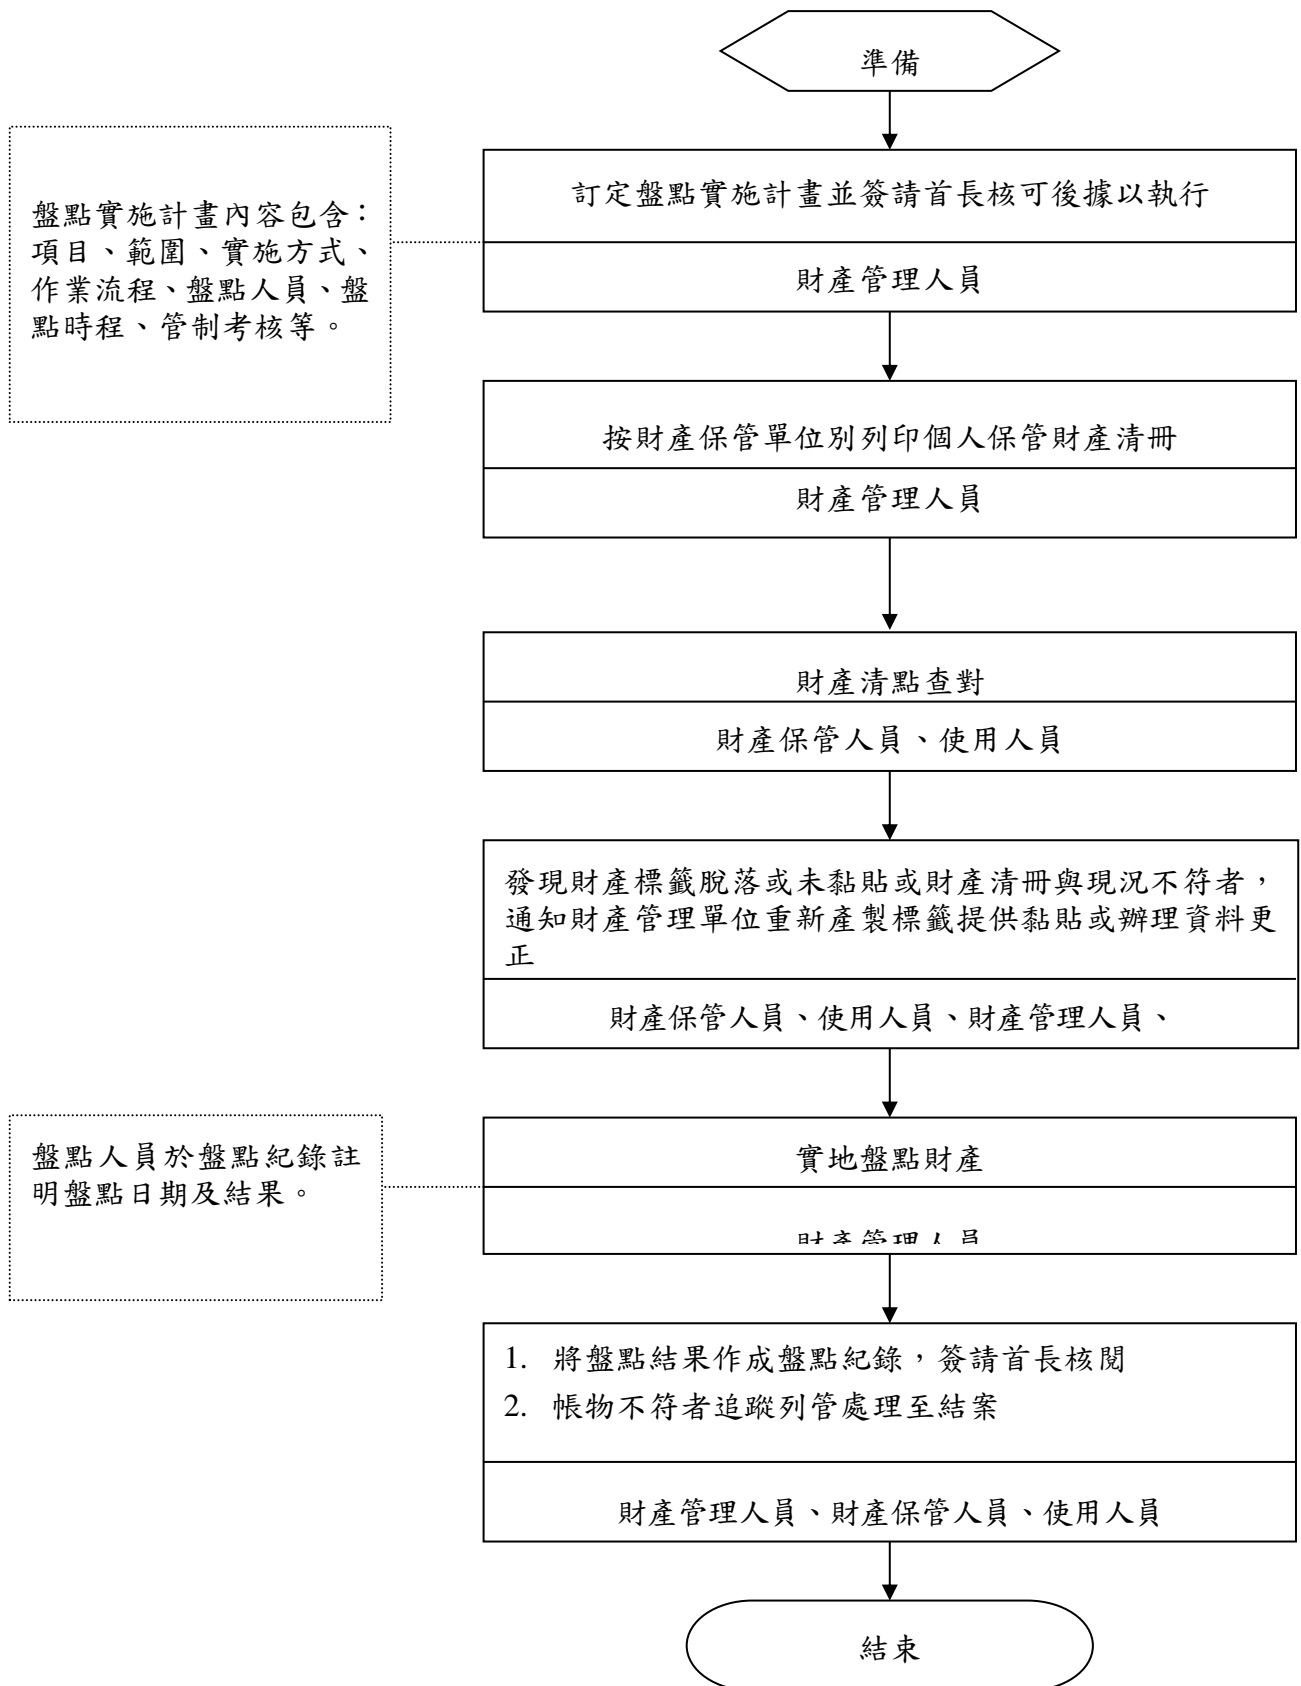 準備
訂定盤點實施計畫並簽請首長核可後據以執行
財產管理人員
盤點實施計畫內容包含：
項目、範圍、實施方式、
作業流程、盤點人員、盤
點時程、管制考核等。
按財產保管單位別列印個人保管財產清冊
財產管理人員
財產清點查對
財產保管人員、使用人員
發現財產標籤脫落或未黏貼或財產清冊與現況不符者，
通知財產管理單位重新產製標籤提供黏貼或辦理資料更
正
財產保管人員、使用人員、財產管理人員、
實地盤點財產
財產管理人員
盤點人員於盤點紀錄註
明盤點日期及結果。
1. 將盤點結果作成盤點紀錄，簽請首長核閱
2. 帳物不符者追蹤列管處理至結案
財產管理人員、財產保管人員、使用人員
結束